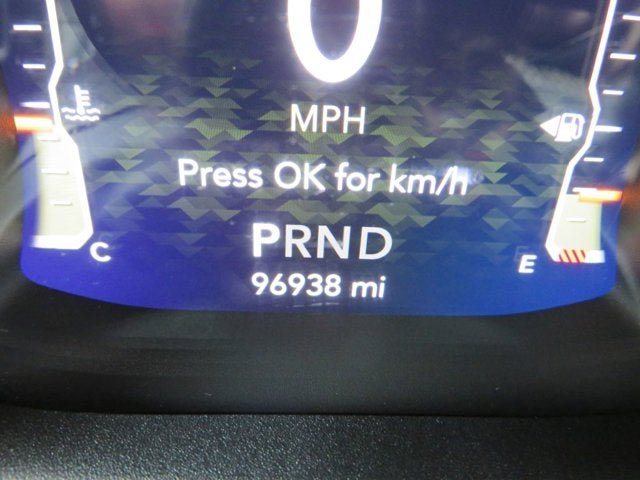 0
MPH
Press OK for km/h
PRND
C
E
96938 mi